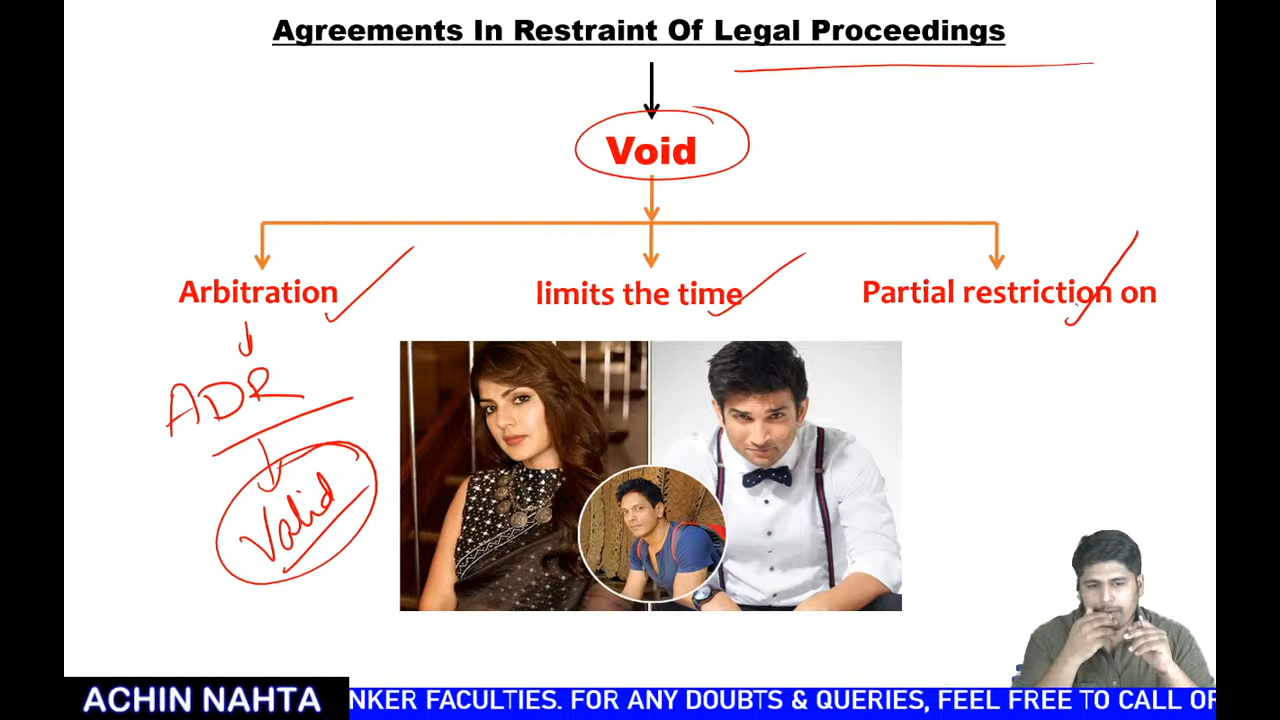 Agreements In Restraint Of Legal Proceedings
Void
Arbitration
limits the time
Partial restriction on
ADR
Valid
ACHIN NAHTA
NKER FACULTIES. FOR ANY DOUBTS & QUERIES, FEEL FREE TO CALL OR